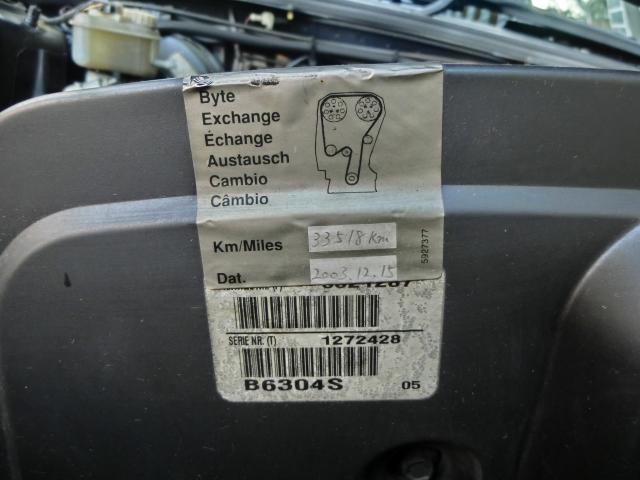 Byte
Exchange
Échange
Austausch
Cambio
Câmbio
Km/Miles 33518 Km
Dat. 2003.12.15
5927377
SERIE NR. (T) 1272428
B6304S 05